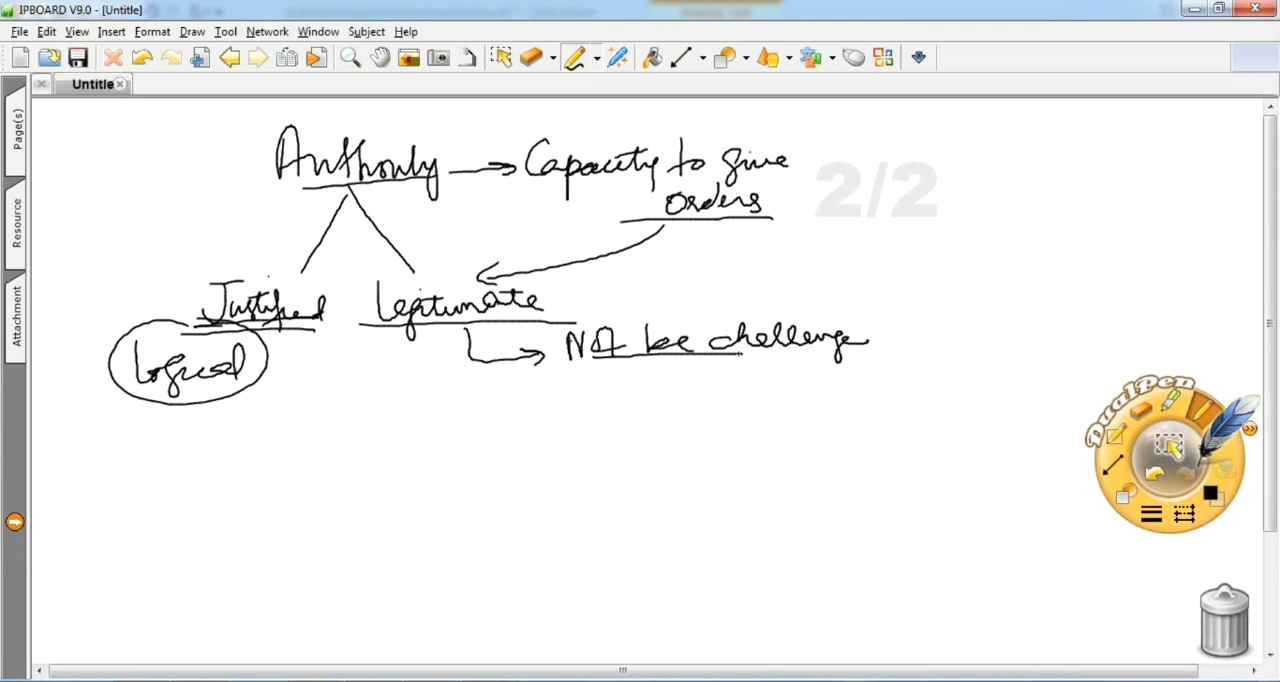 IPBOARD V9.0 - [Untitled]
File Edit View Insert Format Draw Tool Network Window Subject Help
Untitle
Page(s)
Resource
Attachment
Authority → Capacity to give
orders
2/2
Justified Legitimate
Logical
Not be challenge
DualPen